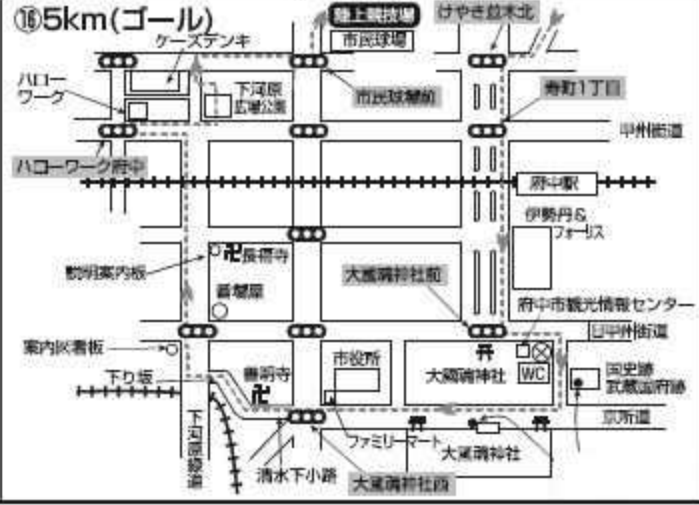 ⑯5km(ゴール)
陸上競技場
けやき並木北
ケーズデンキ
市民球場
ハロー
ワーク
下河原
広場公園
市民球場前
寿町1丁目
甲州街道
ハローワーク府中
府中駅
伊勢丹&
フォーリス
説明案内板
卍長福寺
大國魂神社前
府中市観光情報センター
旧甲州街道
案内図看板
善明寺
卍
市役所
大國魂神社
WC
国史跡
武蔵国府跡
下り坂
京所道
下河原緑道
ファミリーマート
大國魂神社
清水下小路
大國魂神社西